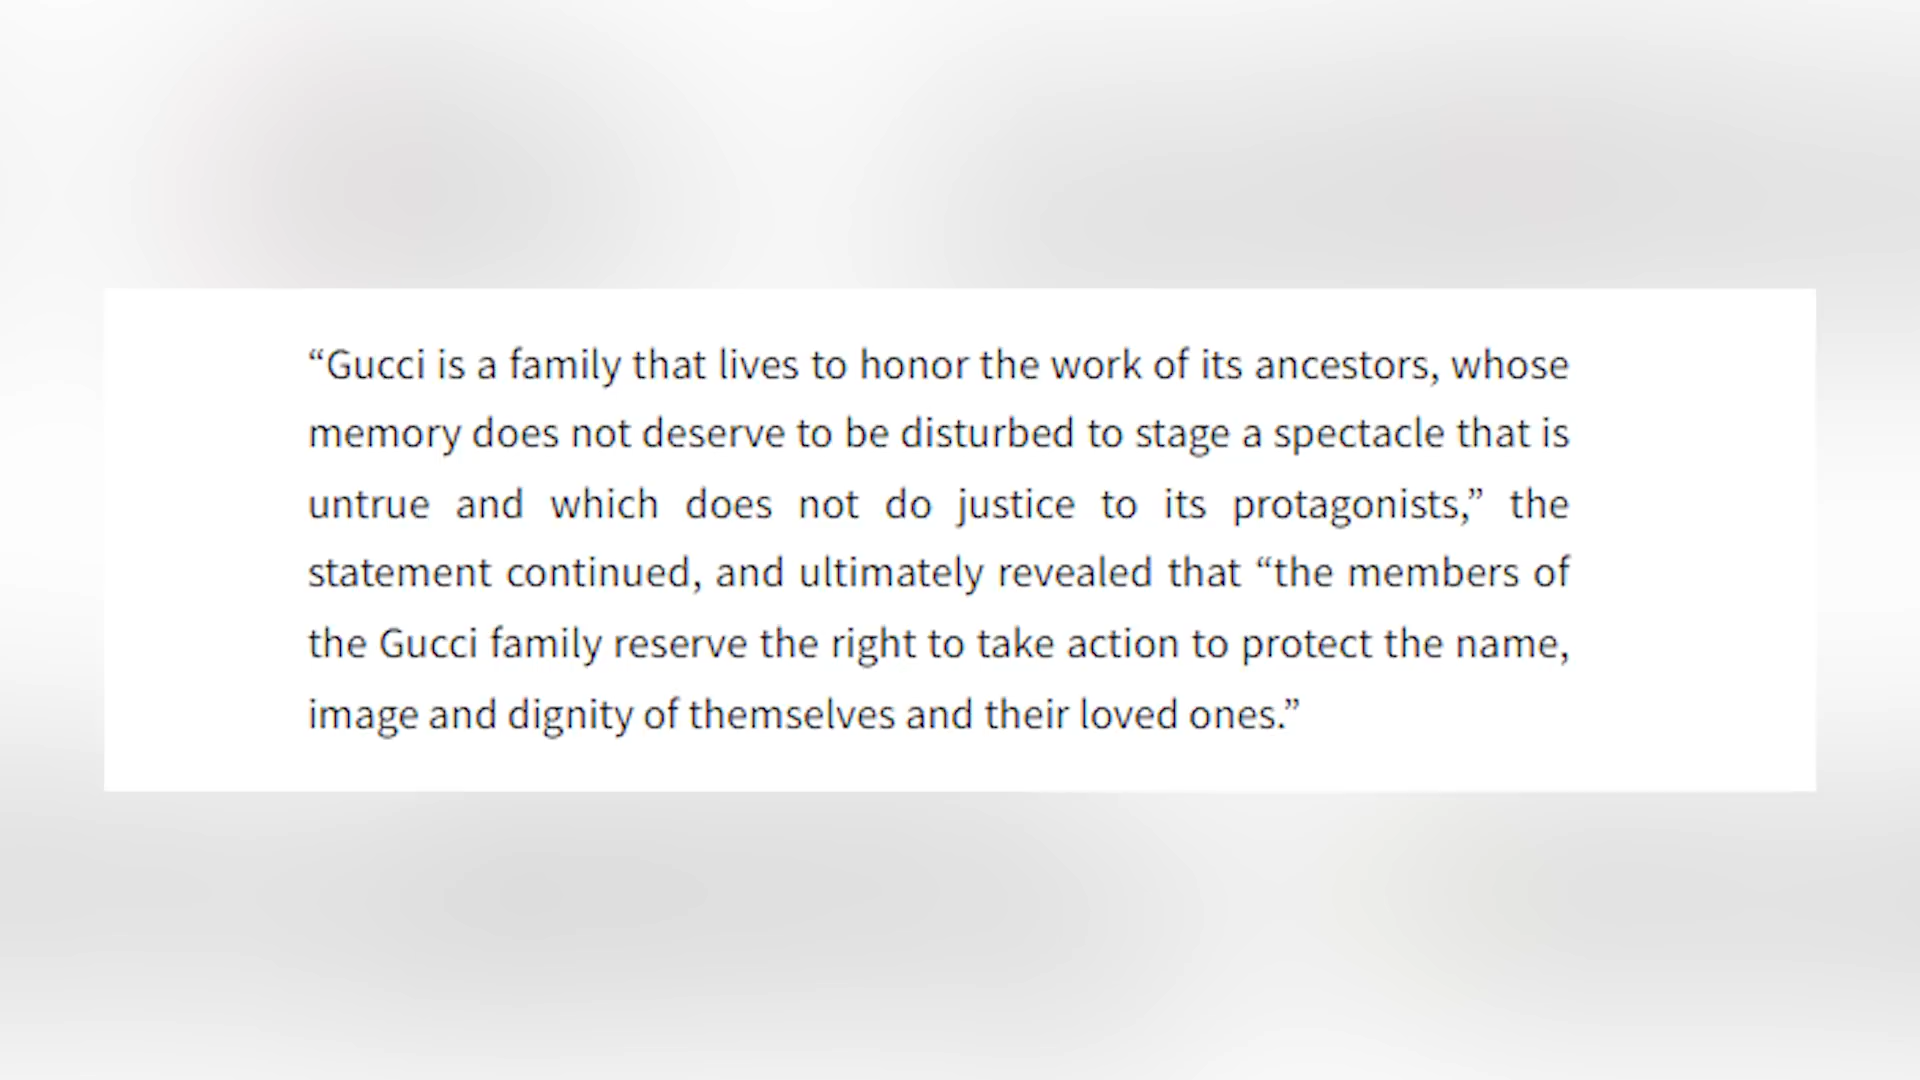 “Gucci is a family that lives to honor the work of its ancestors, whose
memory does not deserve to be disturbed to stage a spectacle that is
untrue and which does not do justice to its protagonists,” the
statement continued, and ultimately revealed that “the members of
the Gucci family reserve the right to take action to protect the name,
image and dignity of themselves and their loved ones.”